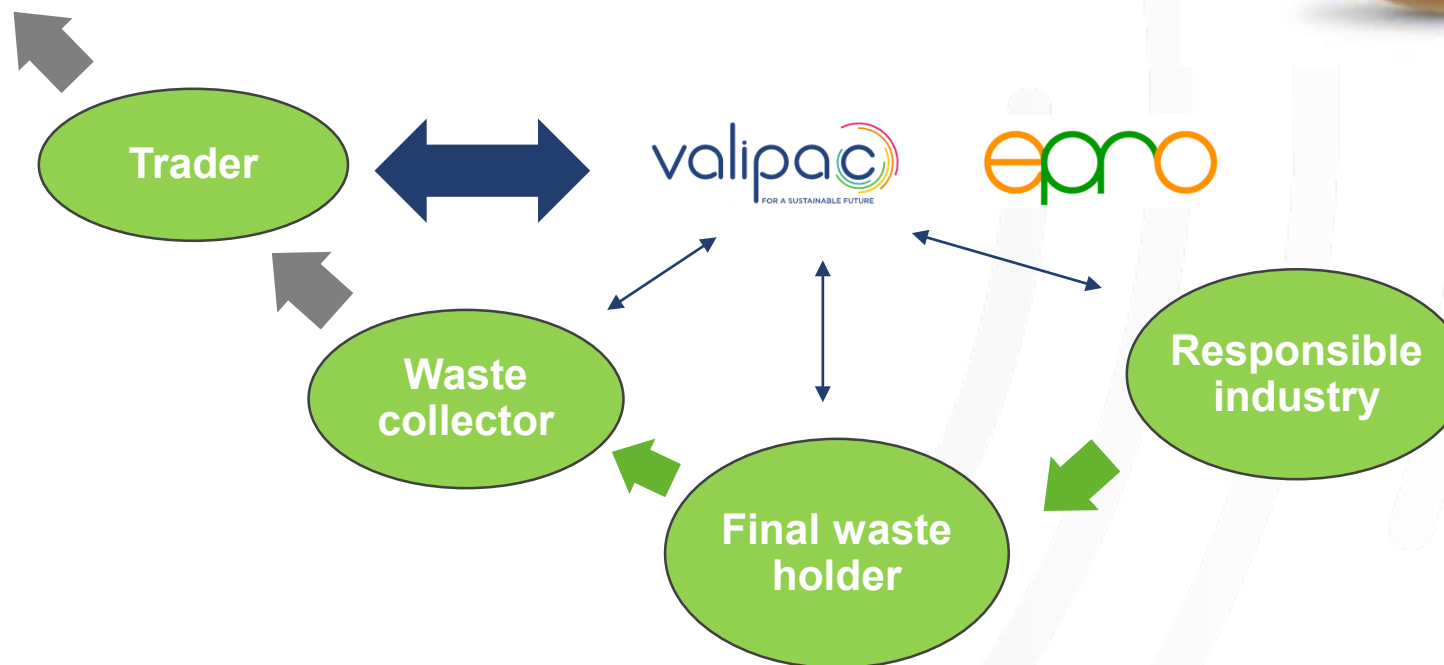 Trader
valipac
FOR A SUSTAINABLE FUTURE
epro
Waste
collector
Responsible
industry
Final waste
holder